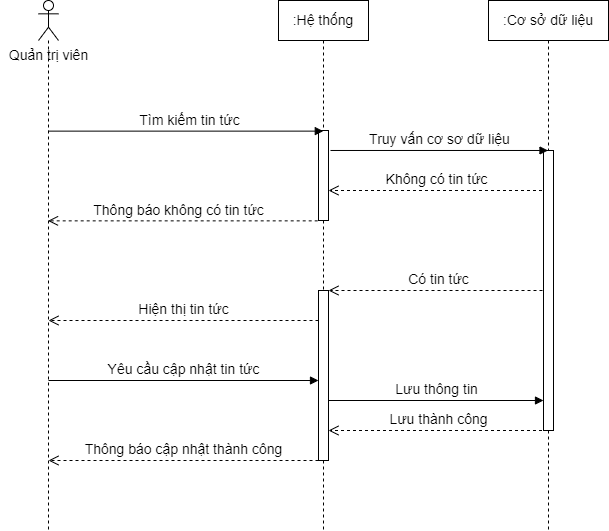 :Hệ thống
:Cơ sở dữ liệu
Quản trị viên
Tìm kiếm tin tức
Truy vấn cơ sơ dữ liệu
Không có tin tức
Thông báo không có tin tức
Có tin tức
Hiện thị tin tức
Yêu cầu cập nhật tin tức
Lưu thông tin
Lưu thành công
Thông báo cập nhật thành công